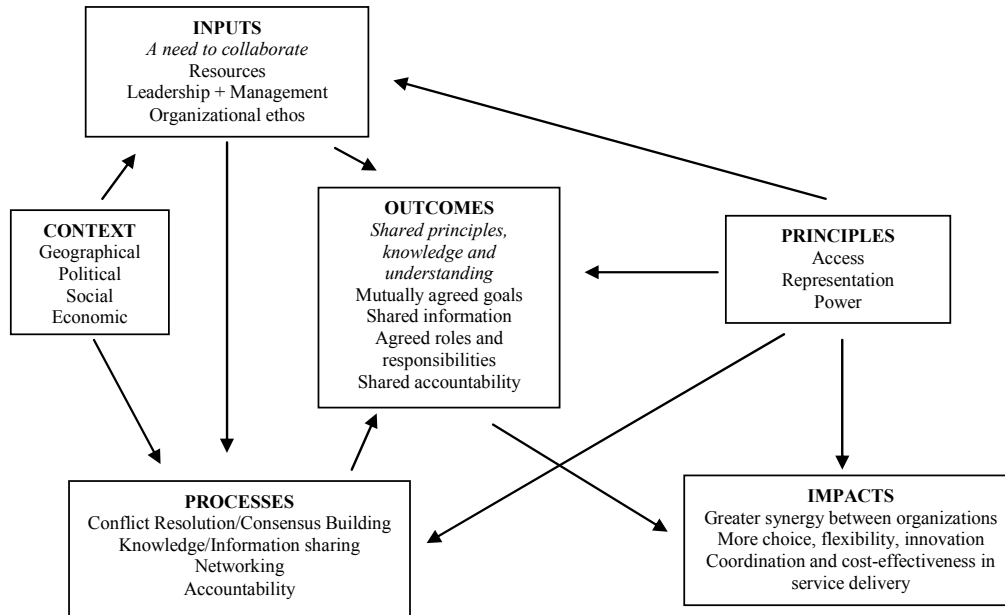 INPUTS
A need to collaborate
Resources
Leadership + Management
Organizational ethos
CONTEXT
Geographical
Political
Social
Economic
OUTCOMES
Shared principles,
knowledge and
understanding
Mutually agreed goals
Shared information
Agreed roles and
responsibilities
Shared accountability
PRINCIPLES
Access
Representation
Power
PROCESSES
Conflict Resolution/Consensus Building
Knowledge/Information sharing
Networking
Accountability
IMPACTS
Greater synergy between organizations
More choice, flexibility, innovation
Coordination and cost-effectiveness in
service delivery